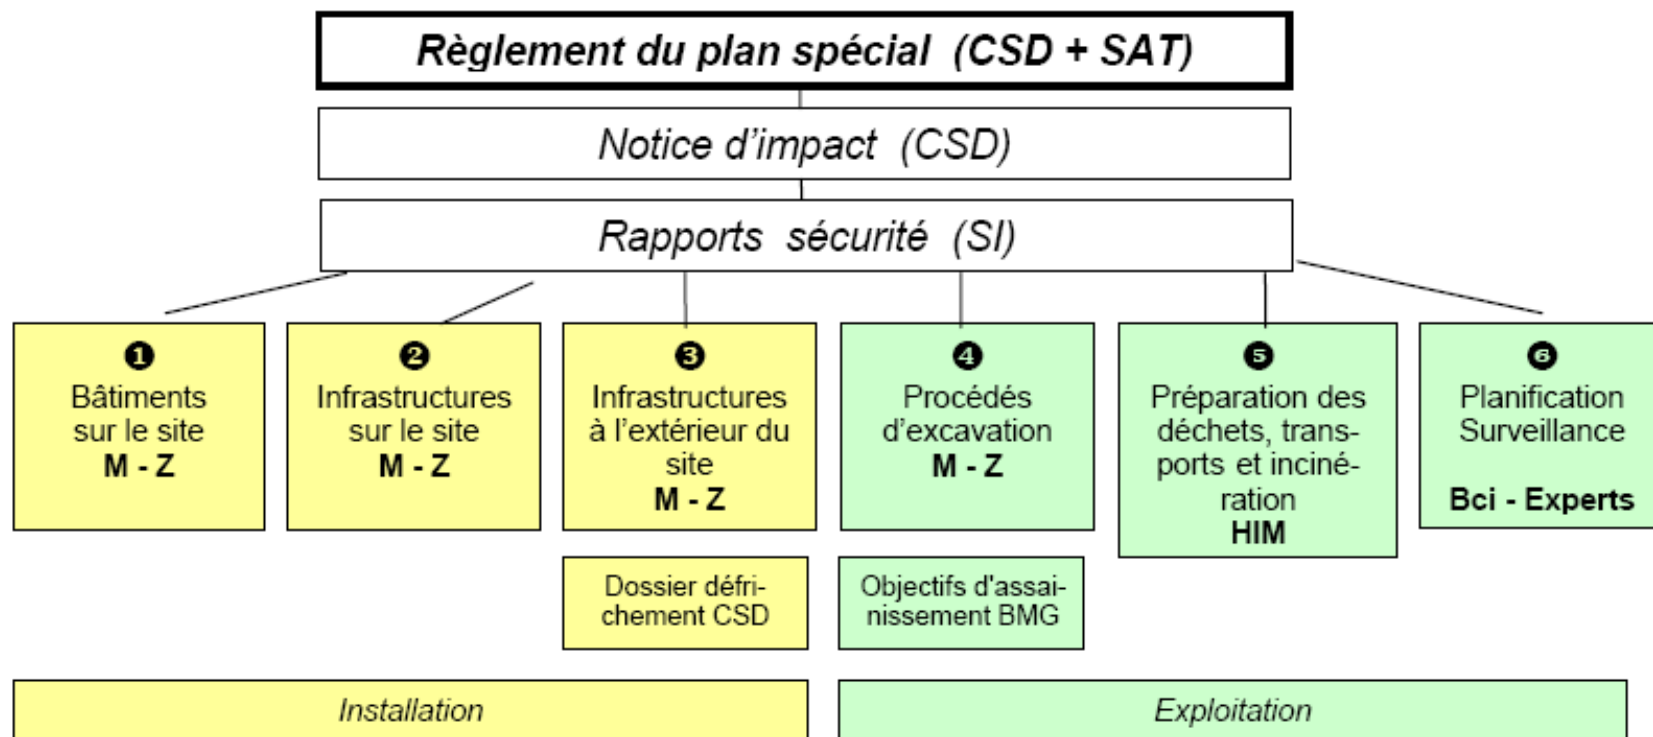 Règlement du plan spécial (CSD + SAT)
Notice d'impact (CSD)
Rapports sécurité (SI)
❶
Bâtiments
sur le site
M - Z
❷
Infrastructures
sur le site
M - Z
❸
Infrastructures
à l'extérieur du
site
M - Z
❹
Procédés
d'excavation
M - Z
❺
Préparation des
déchets, trans-
ports et inciné-
ration
HIM
❻
Planification
Surveillance
Bci - Experts
Dossier défri-
chement CSD
Objectifs d'assai-
nissement BMG
Installation
Exploitation